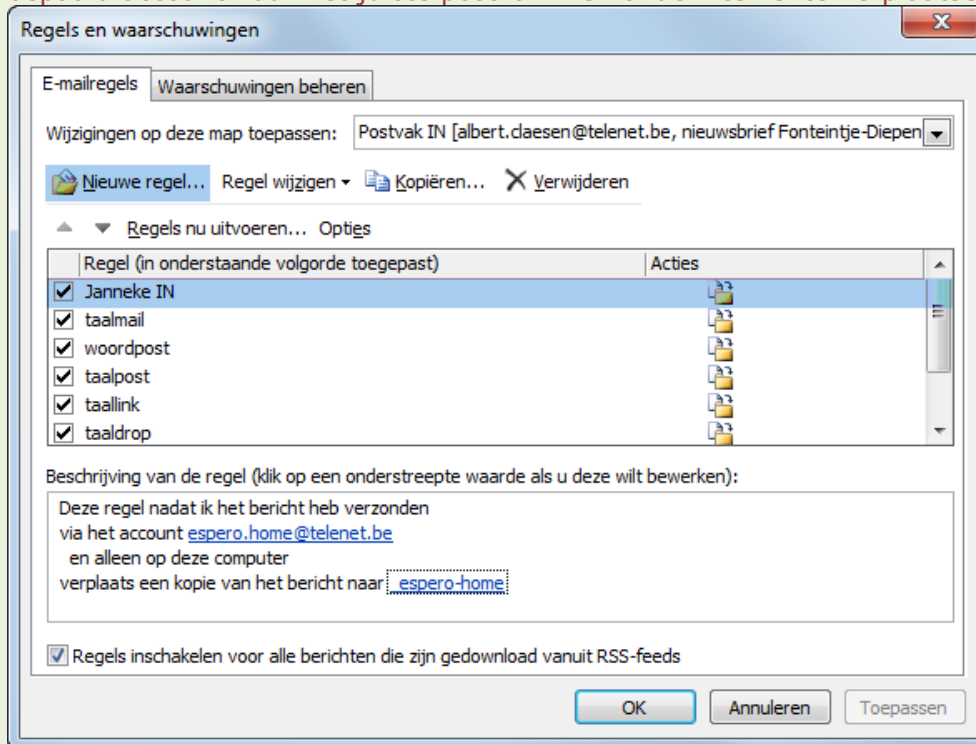 Regels en waarschuwingen
E-mailregels Waarschuwingen beheren
Wijzigingen op deze map toepassen: Postvak IN [albert.claesen@telenet.be, nieuwsbrief Fonteintje-Diepen
Nieuwe regel... Regel wijzigen Kopiëren... Verwijderen
Regels nu uitvoeren... Opties
Regel (in onderstaande volgorde toegepast) Acties
Janneke IN
taalmail
woordpost
taalpost
taallink
taaldrop
Beschrijving van de regel (klik op een onderstreepte waarde als u deze wilt bewerken):
Deze regel nadat ik het bericht heb verzonden
via het account espero.home@telenet.be
en alleen op deze computer
verplaats een kopie van het bericht naar _espero-home
Regels inschakelen voor alle berichten die zijn gedownload vanuit RSS-feeds
OK Annuleren Toepassen